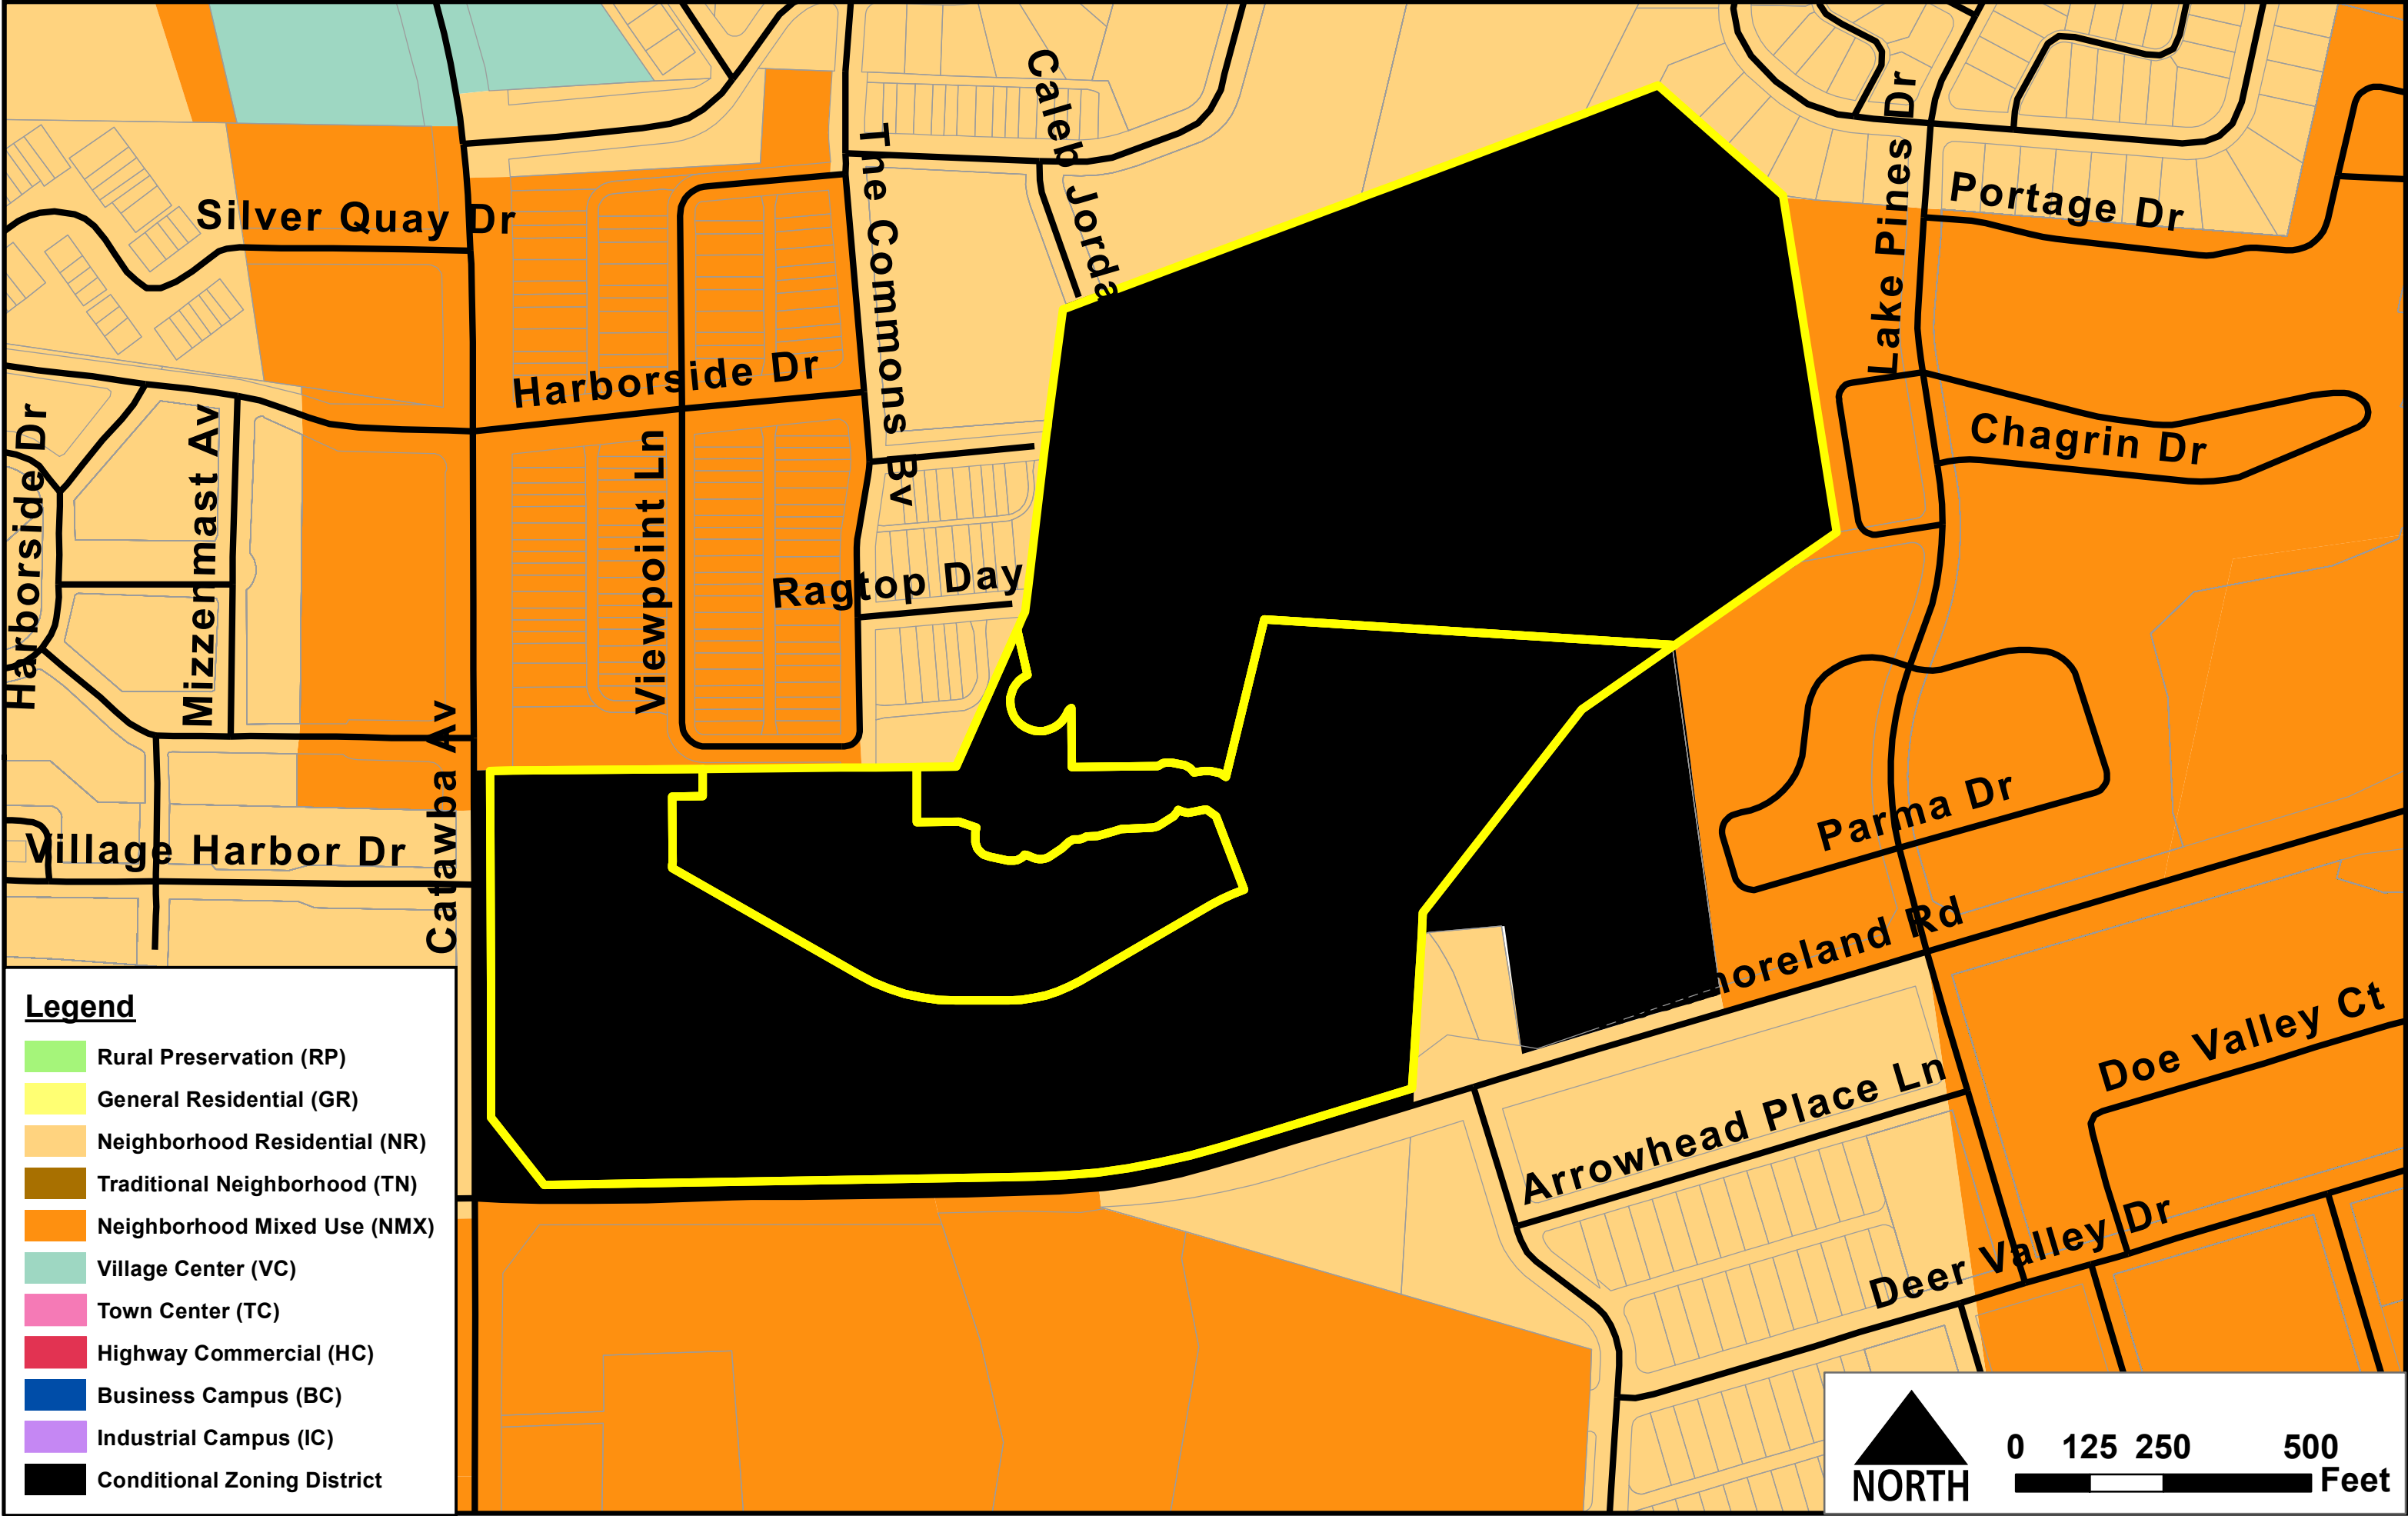 Caleb Jorda
Lake Pines Dr
Portage Dr
Silver Quay Dr
The Commons Bv
Harborside Dr
Chagrin Dr
Harborside Dr
Mizzenmast Av
Viewpoint Ln
Ragtop Day
Catawba Av
Parma Dr
Village Harbor Dr
moreland Rd
Doe Valley Ct
Arrowhead Place Ln
Deer Valley Dr
Legend
Rural Preservation (RP)
General Residential (GR)
Neighborhood Residential (NR)
Traditional Neighborhood (TN)
Neighborhood Mixed Use (NMX)
Village Center (VC)
Town Center (TC)
Highway Commercial (HC)
Business Campus (BC)
Industrial Campus (IC)
Conditional Zoning District
NORTH
0 125 250 500
Feet